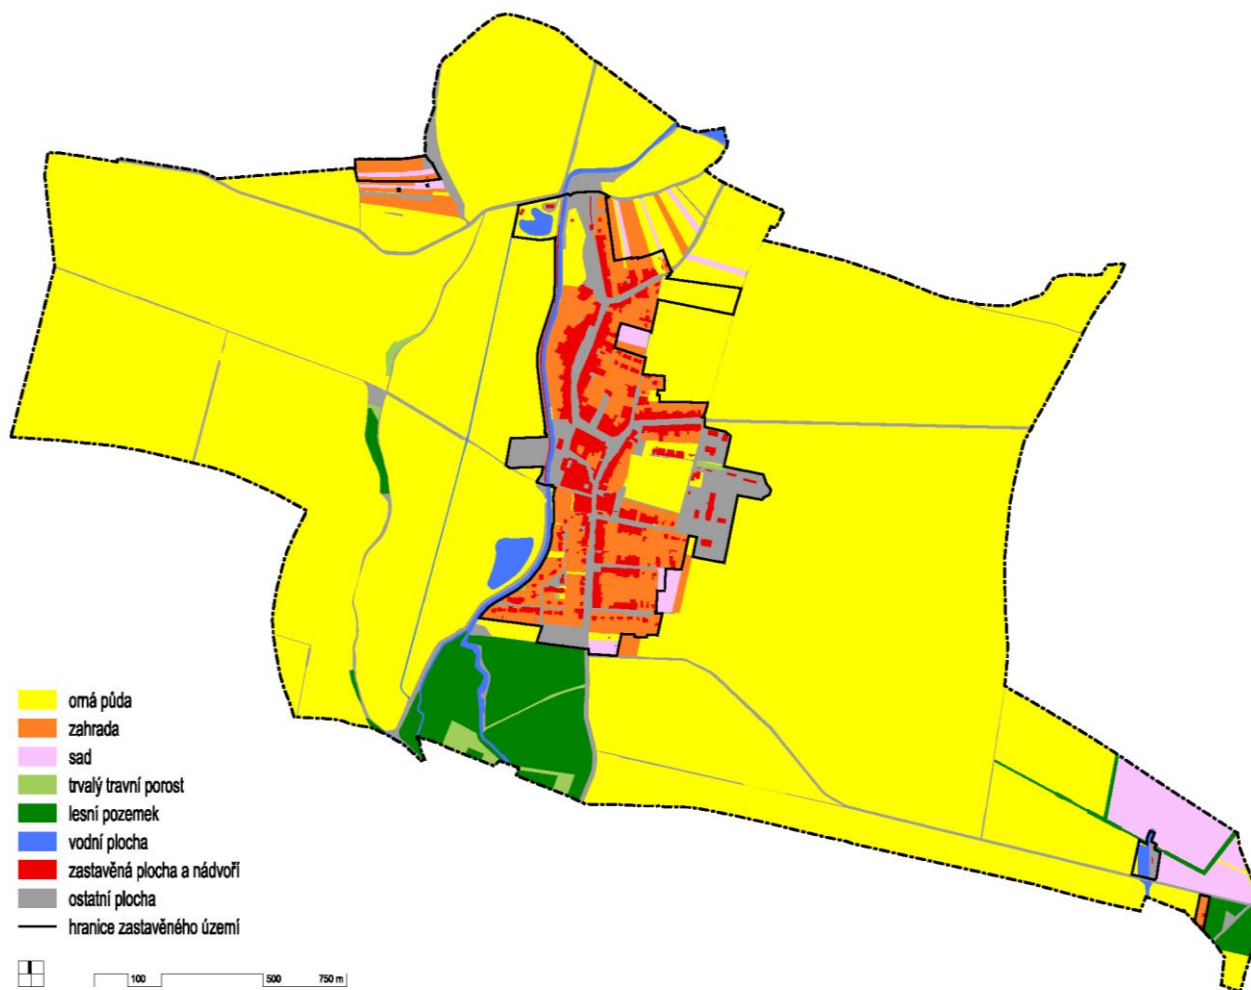 orná půda
zahrada
sad
trvalý travní porost
lesní pozemek
vodní plocha
zastavěná plocha a nádvoří
ostatní plocha
hranice zastavěného území
100 500 750 m